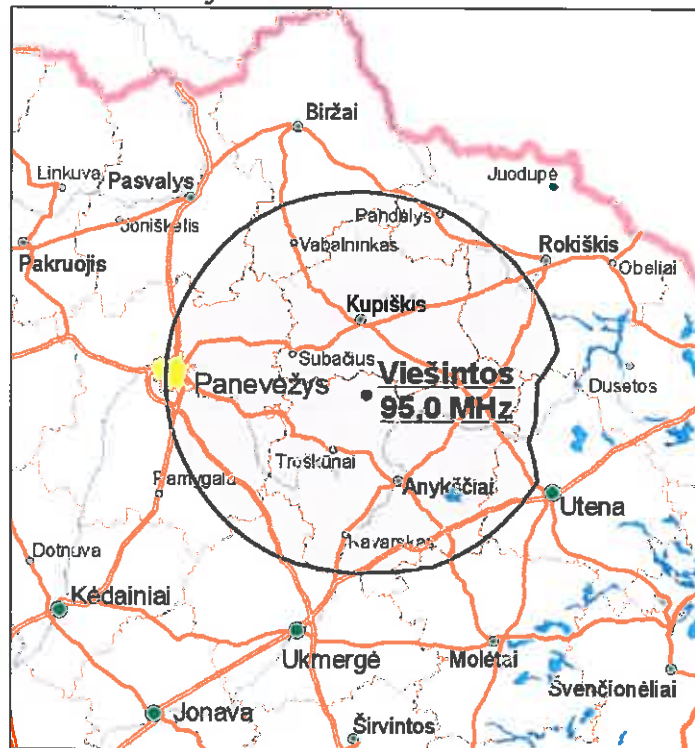 Biržai
Linkuva
Pasvalys
Juodupė
Joniškėlis
Pandėlys
Pakruojis
Vabalninkas
Rokiškis
Obeliai
Kupiškis
Subačius
Panevėžys
Viešintos
95,0 MHz
Dusetos
Troškūnai
Ramygala
Anykščiai
Utena
Kavarskas
Dotnuva
Kėdainiai
Ukmergė
Molėtai
Švenčionėliai
Jonava
Širvintos